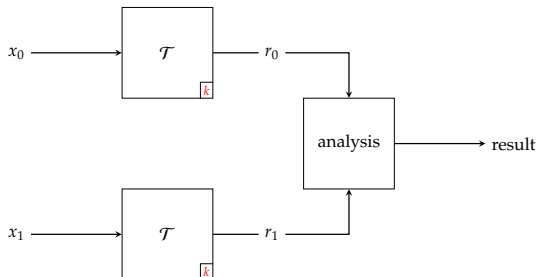 x₀ 𝒯 r₀
k
analysis result
x₁ 𝒯 r₁
k